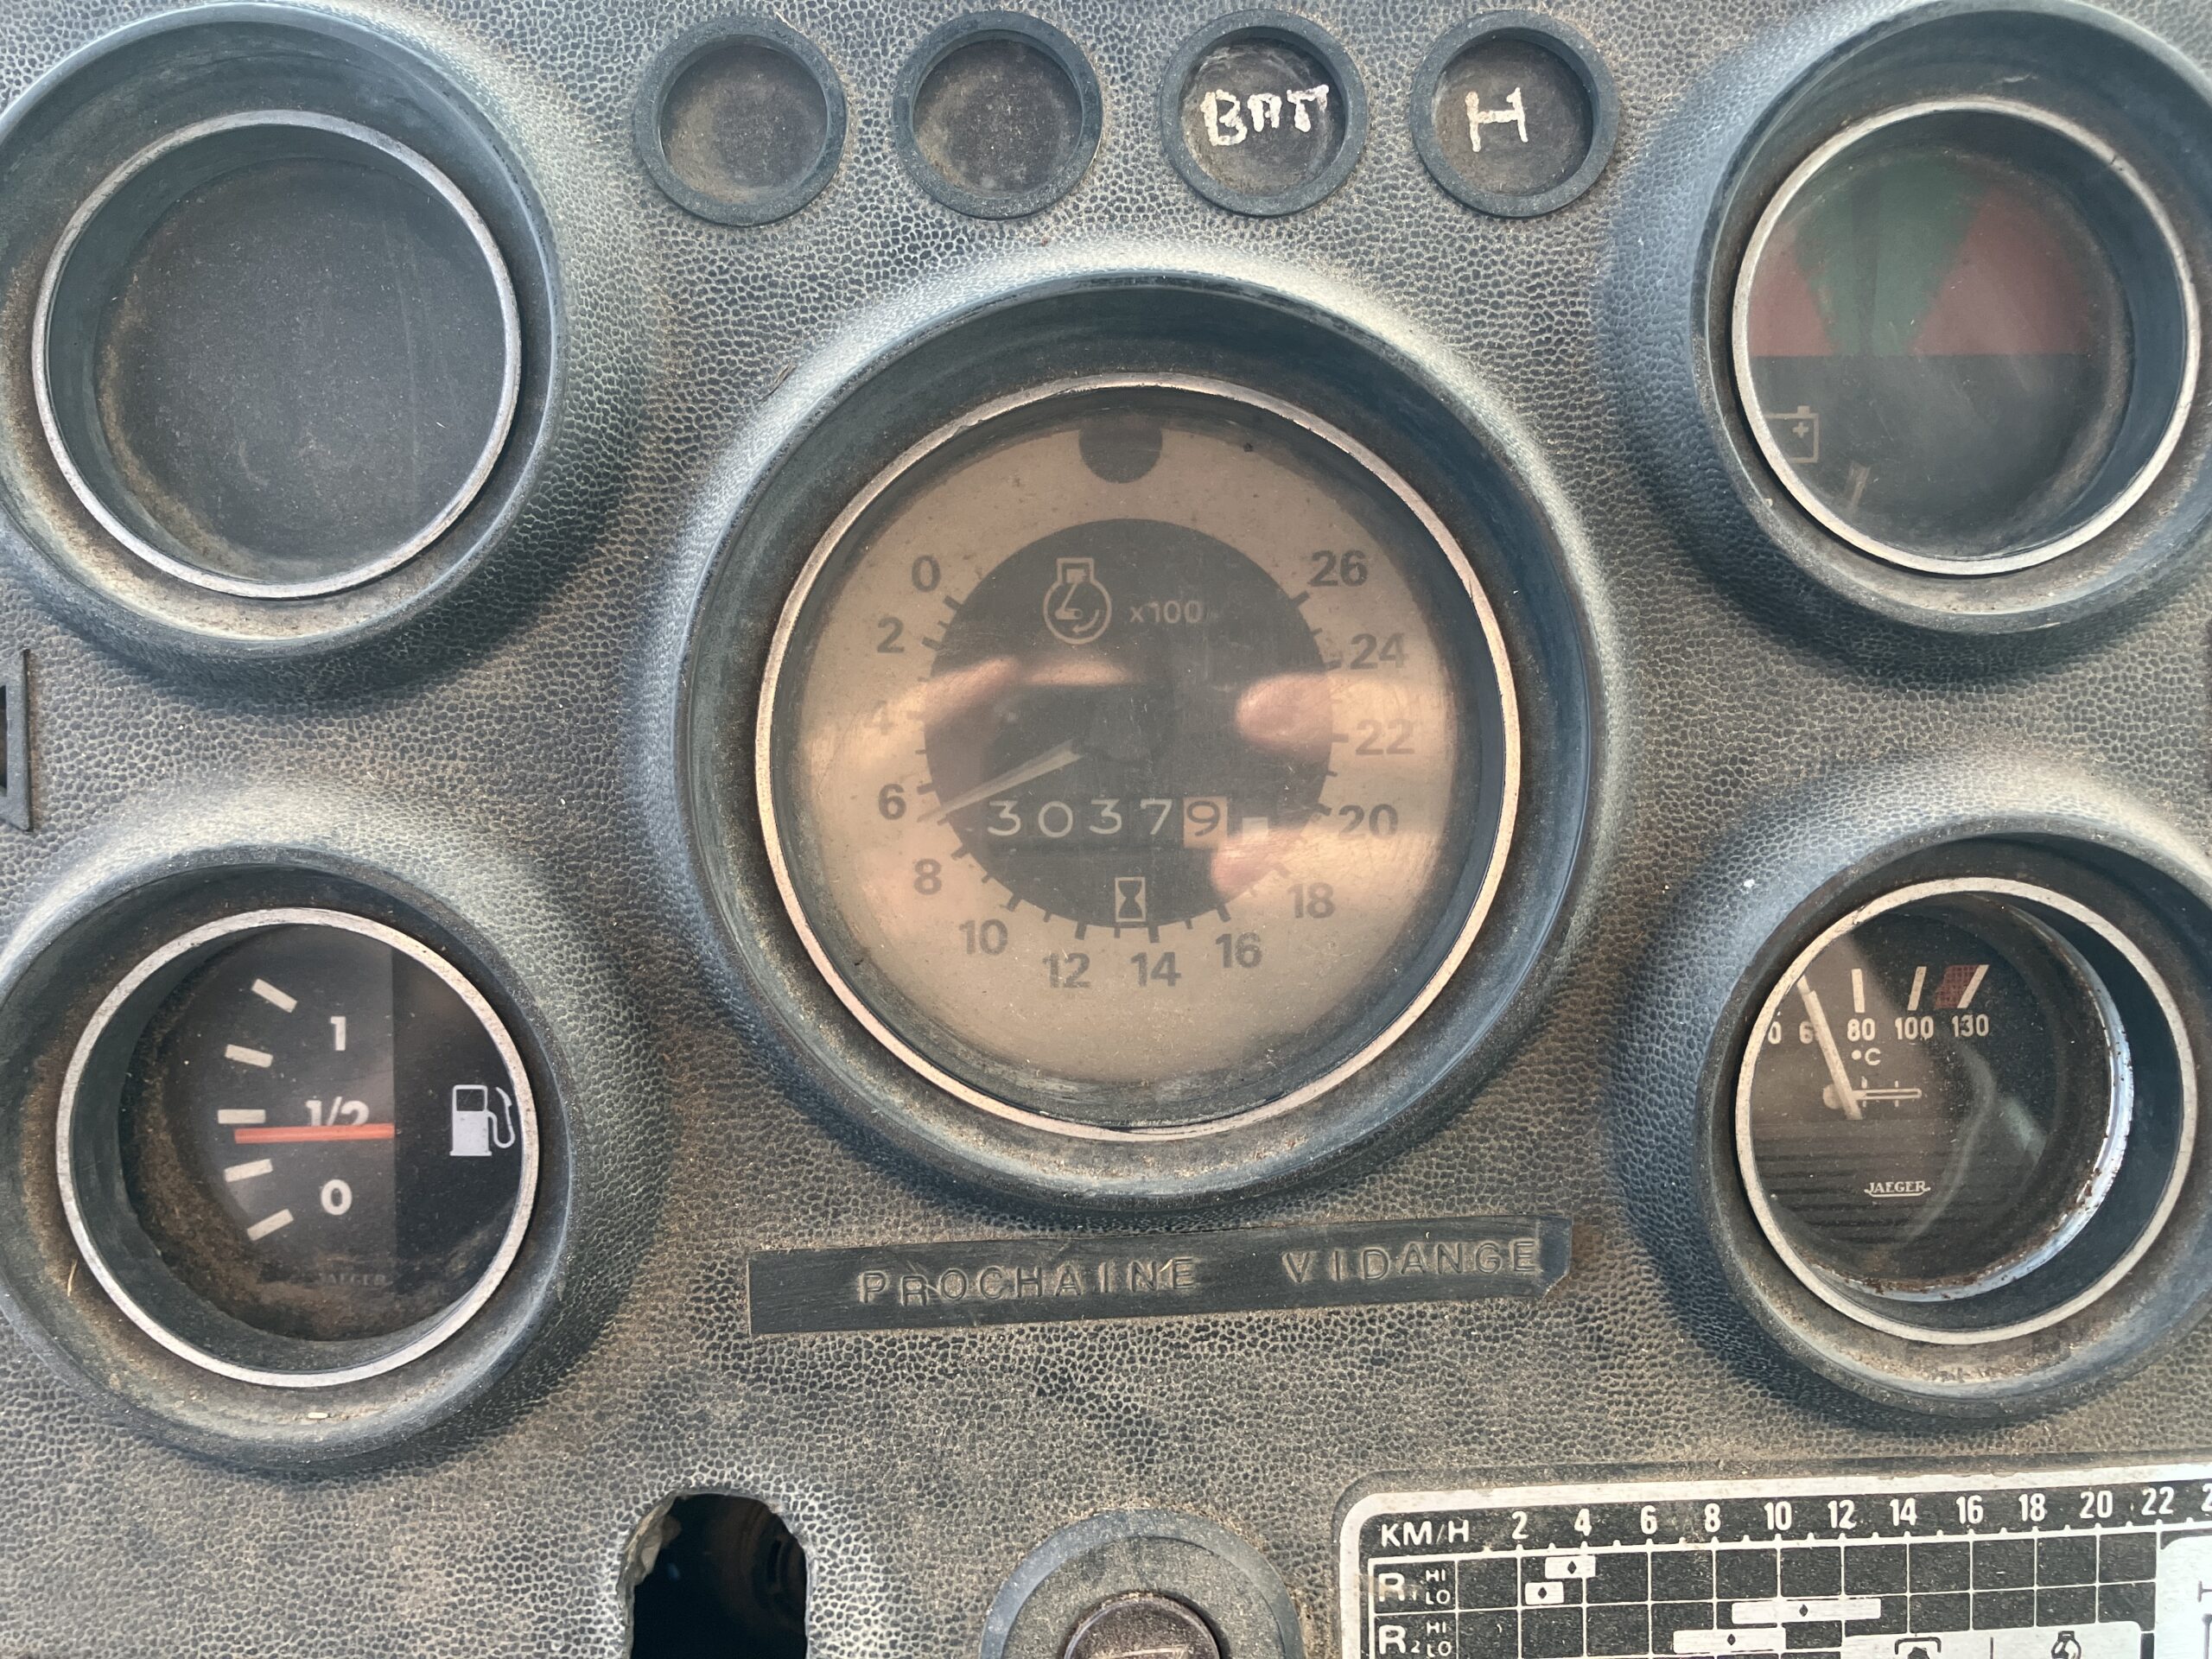 BAT
H
x100
0
2
4
6
8
10
12
14
16
18
20
22
24
26
30379
1
1/2
0
JAEGER
80 100 130
°C
JAEGER
PROCHAINE VIDANGE
KM/H 2 4 6 8 10 12 14 16 18 20 22
R1 HI
LO
R2 HI
LO